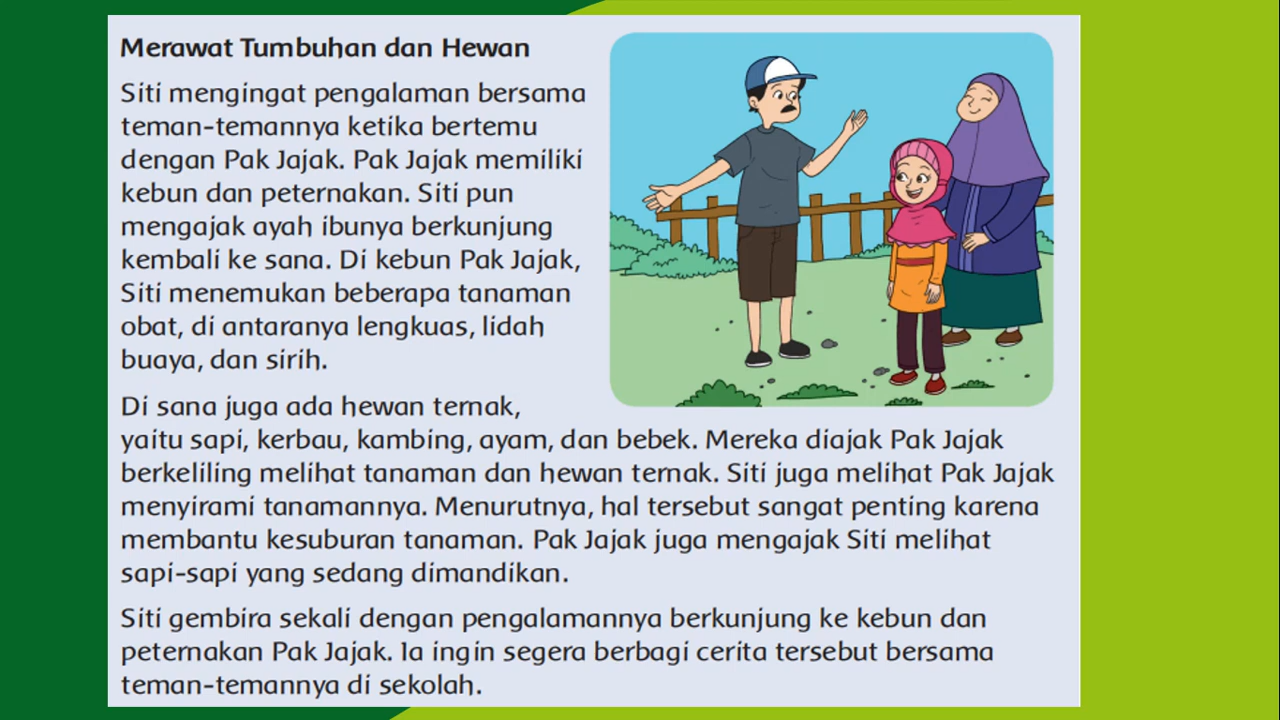 Merawat Tumbuhan dan Hewan
Siti mengingat pengalaman bersama
teman-temannya ketika bertemu
dengan Pak Jajak. Pak Jajak memiliki
kebun dan peternakan. Siti pun
mengajak ayah ibunya berkunjung
kembali ke sana. Di kebun Pak Jajak,
Siti menemukan beberapa tanaman
obat, di antaranya lengkuas, lidah
buaya, dan sirih.
Di sana juga ada hewan ternak,
yaitu sapi, kerbau, kambing, ayam, dan bebek. Mereka diajak Pak Jajak
berkeliling melihat tanaman dan hewan ternak. Siti juga melihat Pak Jajak
menyirami tanamannya. Menurutnya, hal tersebut sangat penting karena
membantu kesuburan tanaman. Pak Jajak juga mengajak Siti melihat
sapi-sapi yang sedang dimandikan.
Siti gembira sekali dengan pengalamannya berkunjung ke kebun dan
peternakan Pak Jajak. Ia ingin segera berbagi cerita tersebut bersama
teman-temannya di sekolah.